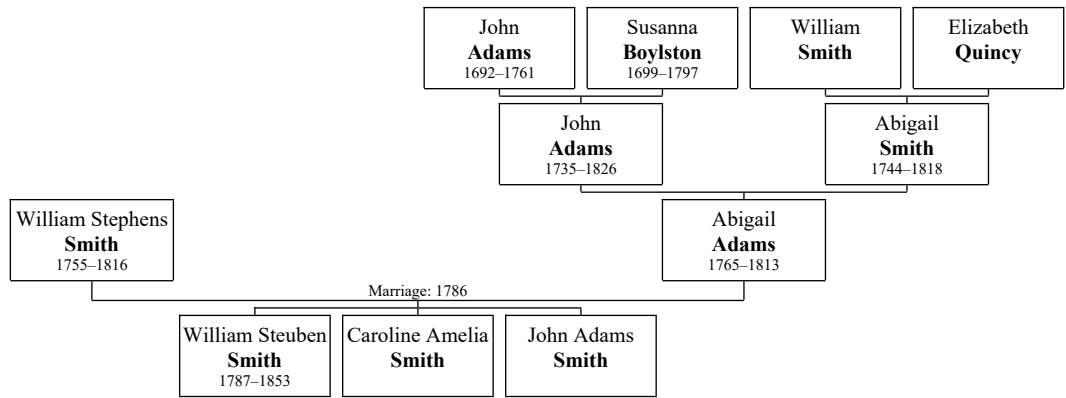 John
Adams
1692–1761
Susanna
Boylston
1699–1797
William
Smith
Elizabeth
Quincy
John
Adams
1735–1826
Abigail
Smith
1744–1818
William Stephens
Smith
1755–1816
Abigail
Adams
1765–1813
Marriage: 1786
William Steuben
Smith
1787–1853
Caroline Amelia
Smith
John Adams
Smith